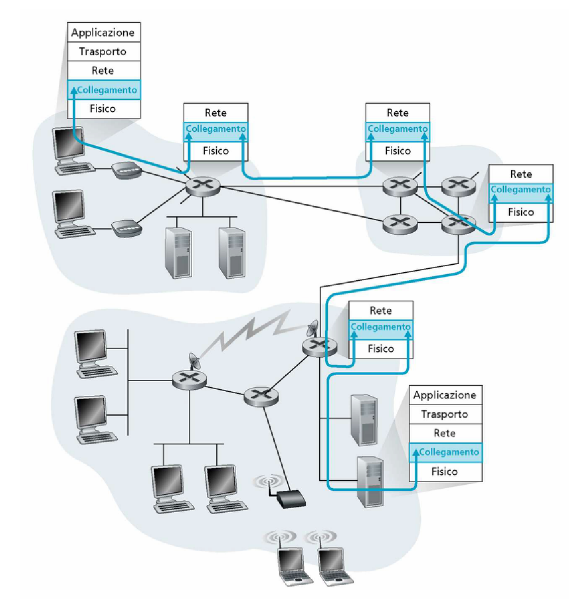 Applicazione
Trasporto
Rete
Collegamento
Fisico
Rete
Collegamento
Fisico
Rete
Collegamento
Fisico
Rete
Collegamento
Fisico
Rete
Collegamento
Fisico
Applicazione
Trasporto
Rete
Collegamento
Fisico